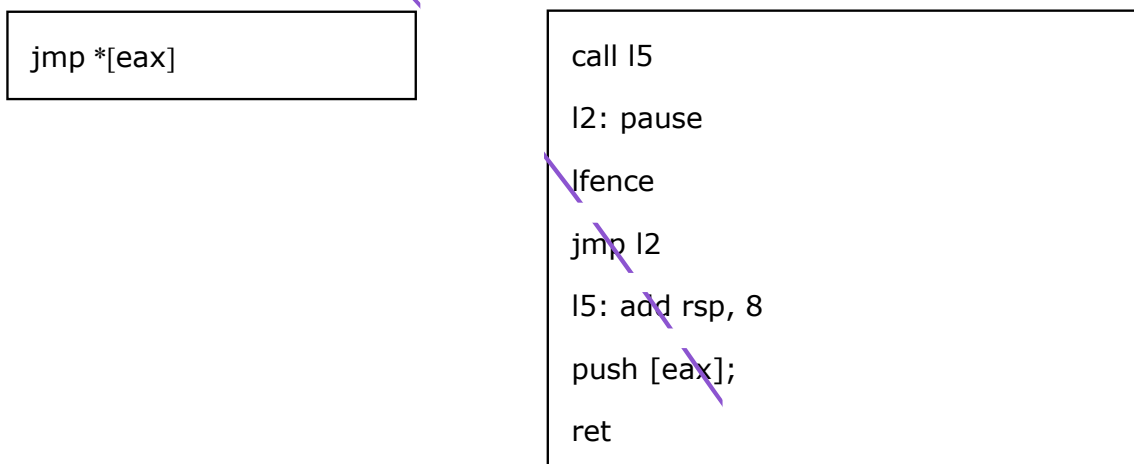 jmp *[eax]
call l5
l2: pause
lfence
jmp l2
l5: add rsp, 8
push [eax];
ret